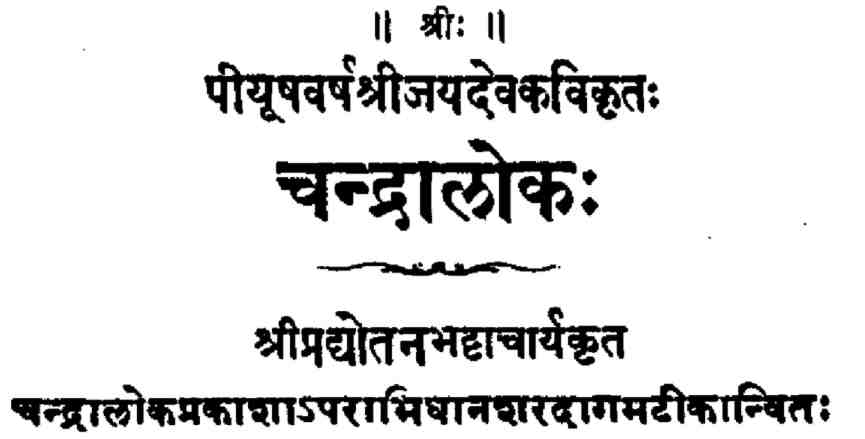 ॥ श्रीः ॥
पीयूषवर्षश्रीजयदेवकविकृतः
चन्द्रालोकः
श्रीप्रद्योतनभट्टाचार्यकृत
चन्द्रालोकप्रकाशाऽपराभिधानशरदागमटीकान्वितः